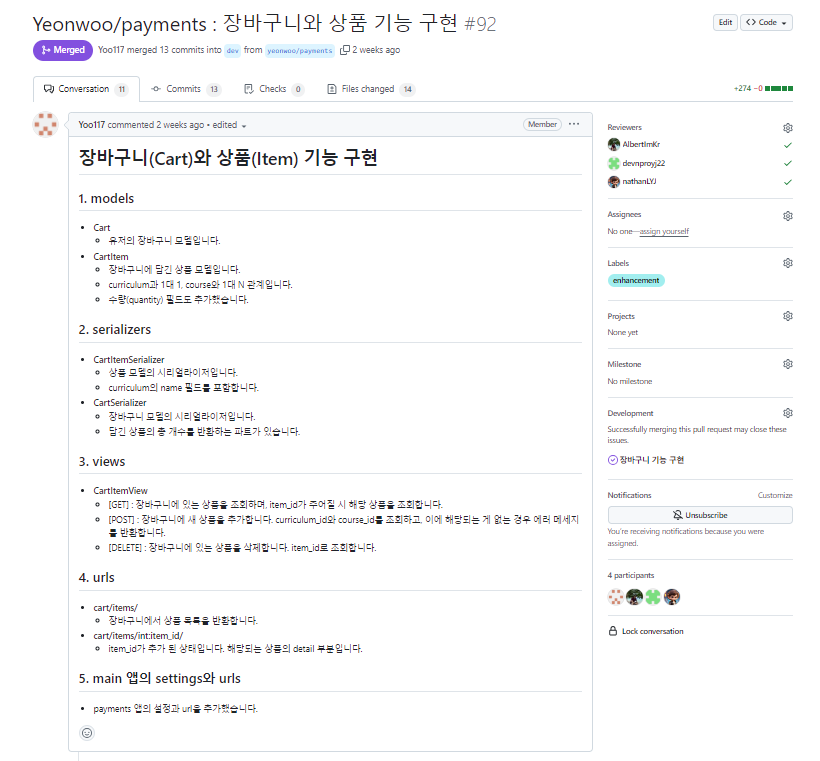 Yeonwoo/payments : 장바구니와 상품 기능 구현 #92
Edit
<> Code
Merged
Yoo117 merged 13 commits into dev from yeonwoo/payments 2 weeks ago
Conversation 11
Commits 13
Checks 0
Files changed 14
+274 −0
Yoo117 commented 2 weeks ago • edited
Member
장바구니(Cart)와 상품(Item) 기능 구현
1. models
Cart
유저의 장바구니 모델입니다.
CartItem
장바구니에 담긴 상품 모델입니다.
curriculum과 1대 1, course와 1대 N 관계입니다.
수량(quantity) 필드도 추가했습니다.
2. serializers
CartItemSerializer
상품 모델의 시리얼라이저입니다.
curriculum의 name 필드를 포함합니다.
CartSerializer
장바구니 모델의 시리얼라이저입니다.
담긴 상품의 총 개수를 반환하는 파트가 있습니다.
3. views
CartItemView
[GET] : 장바구니에 있는 상품을 조회하며, item_id가 주어질 시 해당 상품을 조회합니다.
[POST] : 장바구니에 새 상품을 추가합니다. curriculum_id와 course_id를 조회하고, 이에 해당되는 게 없는 경우 에러 메세지
를 반환합니다.
[DELETE] : 장바구니에 있는 상품을 삭제합니다. item_id로 조회합니다.
4. urls
cart/items/
장바구니에서 상품 목록을 반환합니다.
cart/items/int:item_id/
item_id가 추가 된 상태입니다. 해당되는 상품의 detail 부분입니다.
5. main 앱의 settings와 urls
payments 앱의 설정과 url을 추가했습니다.
Reviewers
AlbertImKr
devnproyj22
nathanLYJ
Assignees
No one—assign yourself
Labels
enhancement
Projects
None yet
Milestone
No milestone
Development
Successfully merging this pull request may close these
issues.
장바구니 기능 구현
Notifications
Customize
Unsubscribe
You're receiving notifications because you were
assigned.
4 participants
Lock conversation